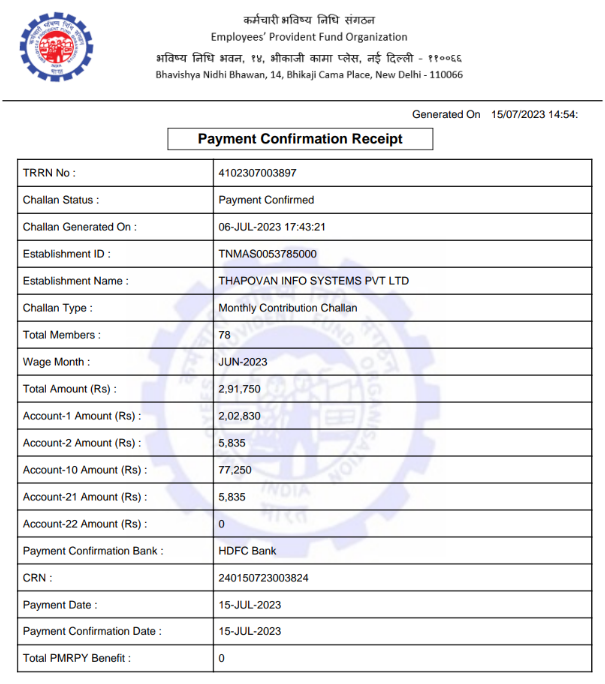 कर्मचारी भविष्य निधि संगठन
Employees' Provident Fund Organization
भविष्य निधि भवन, १४, भीकाजी कामा प्लेस, नई दिल्ली - ११००६६
Bhavishya Nidhi Bhawan, 14, Bhikaji Cama Place, New Delhi - 110066
Generated On 15/07/2023 14:54:
Payment Confirmation Receipt
TRRN No : 4102307003897
Challan Status : Payment Confirmed
Challan Generated On : 06-JUL-2023 17:43:21
Establishment ID : TNMAS0053785000
Establishment Name : THAPOVAN INFO SYSTEMS PVT LTD
Challan Type : Monthly Contribution Challan
Total Members : 78
Wage Month : JUN-2023
Total Amount (Rs) : 2,91,750
Account-1 Amount (Rs) : 2,02,830
Account-2 Amount (Rs) : 5,835
Account-10 Amount (Rs) : 77,250
Account-21 Amount (Rs) : 5,835
Account-22 Amount (Rs) : 0
Payment Confirmation Bank : HDFC Bank
CRN : 240150723003824
Payment Date : 15-JUL-2023
Payment Confirmation Date : 15-JUL-2023
Total PMRPY Benefit : 0